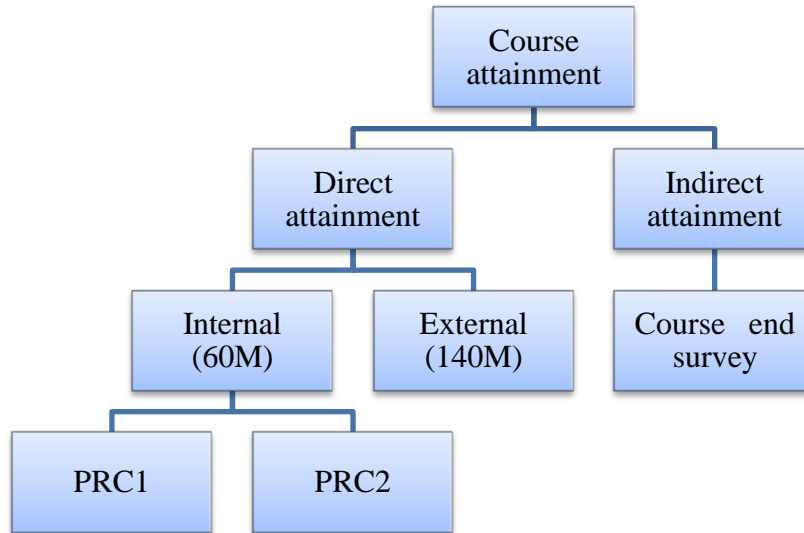 Course
attainment
Direct
attainment
Indirect
attainment
Internal
(60M)
External
(140M)
Course end
survey
PRC1
PRC2